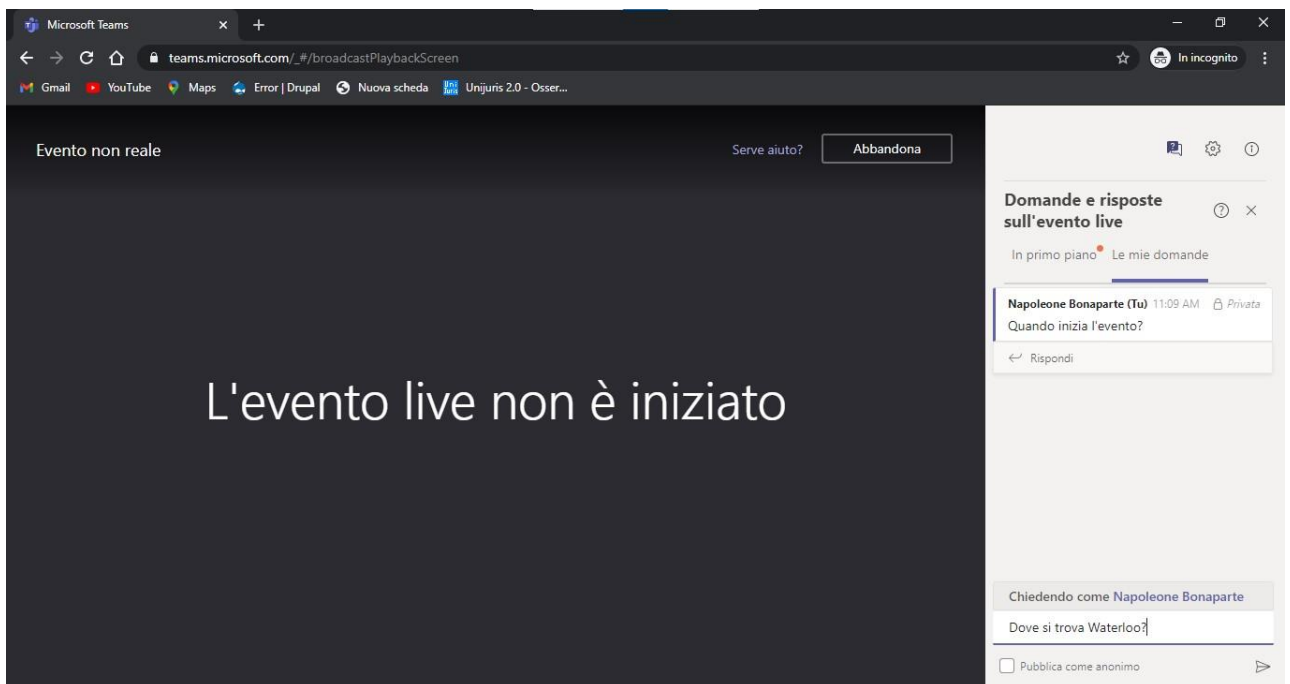 Microsoft Teams
teams.microsoft.com/_#/broadcastPlaybackScreen
In incognito
Gmail YouTube Maps Error | Drupal Nuova scheda Unijuris 2.0 - Osser...
Evento non reale
Serve aiuto?
Abbandona
L'evento live non è iniziato
Domande e risposte
sull'evento live
In primo piano Le mie domande
Napoleone Bonaparte (Tu) 11:09 AM Privata
Quando inizia l'evento?
Rispondi
Chiedendo come Napoleone Bonaparte
Dove si trova Waterloo?
Pubblica come anonimo